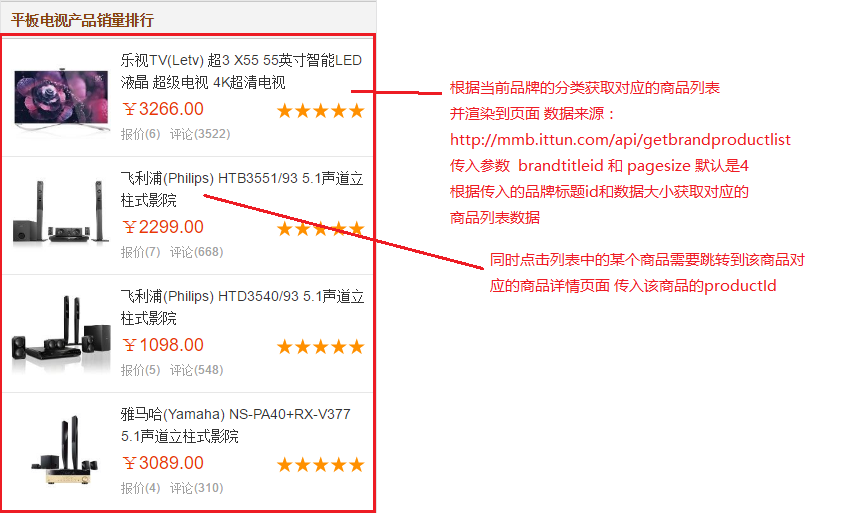 平板电视产品销量排行
乐视TV(Letv) 超3 X55 55英寸智能LED
液晶 超级电视 4K超清电视
￥3266.00
报价(6) 评论(3522)
飞利浦(Philips) HTB3551/93 5.1声道立
柱式影院
￥2299.00
报价(7) 评论(668)
飞利浦(Philips) HTD3540/93 5.1声道立
柱式影院
￥1098.00
报价(5) 评论(548)
雅马哈(Yamaha) NS-PA40+RX-V377
5.1声道立柱式影院
￥3089.00
报价(4) 评论(310)
根据当前品牌的分类获取对应的商品列表
并渲染到页面 数据来源：
http://mmb.ittun.com/api/getbrandproductlist
传入参数 brandtitleid 和 pagesize 默认是4
根据传入的品牌标题id和数据大小获取对应的
商品列表数据
同时点击列表中的某个商品需要跳转到该商品对
应的商品详情页面 传入该商品的productId